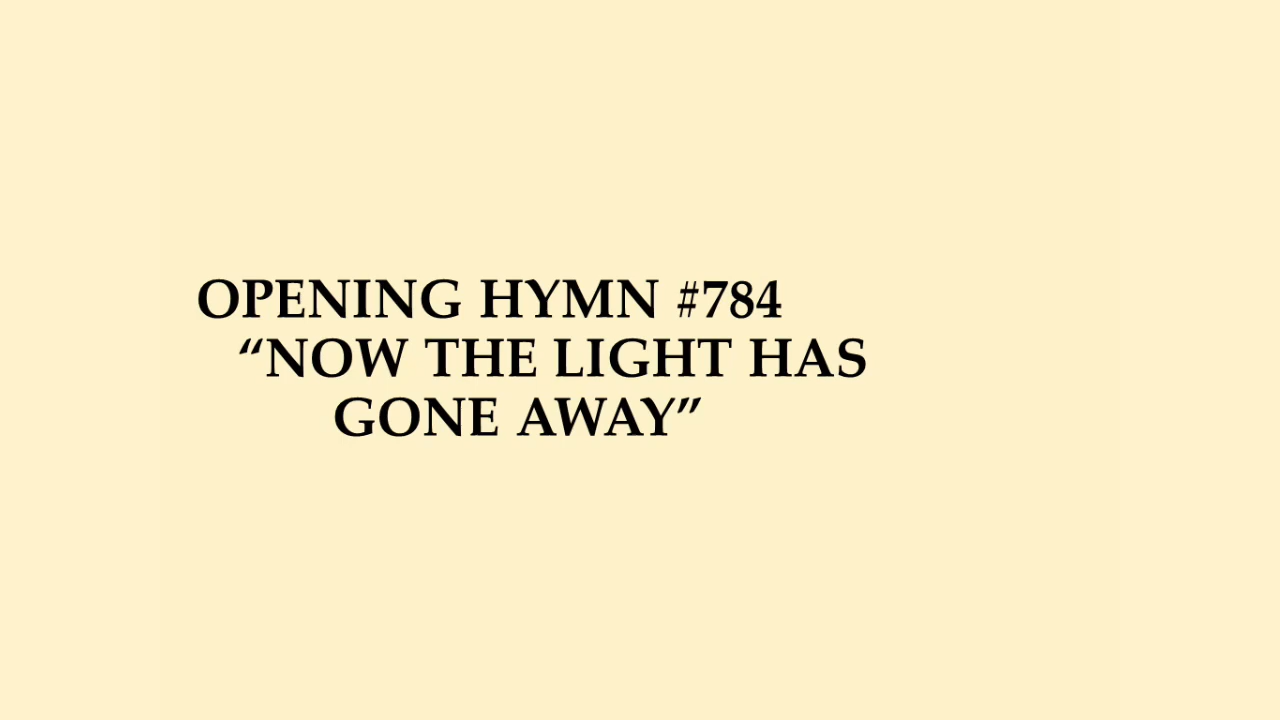 OPENING HYMN #784
“NOW THE LIGHT HAS
GONE AWAY”